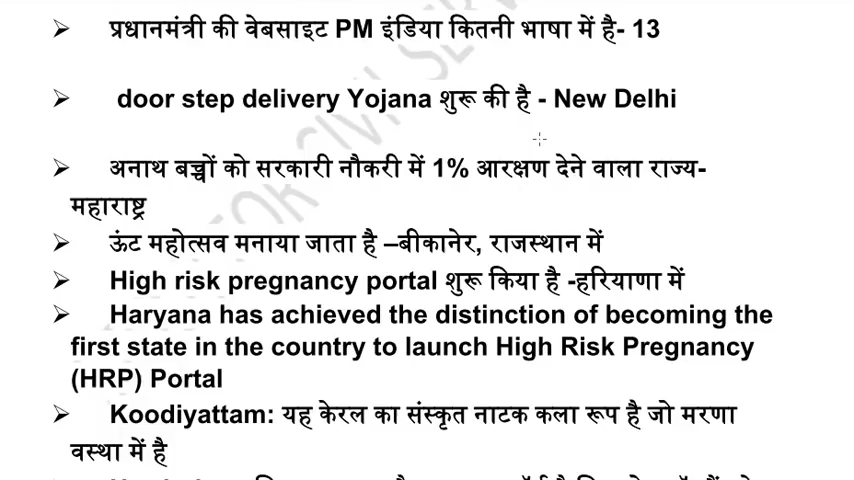 ➢ प्रधानमंत्री की वेबसाइट PM इंडिया कितनी भाषा में है- 13
➢ door step delivery Yojana शुरू की है - New Delhi
➢ अनाथ बच्चों को सरकारी नौकरी में 1% आरक्षण देने वाला राज्य-
महाराष्ट्र
➢ ऊंट महोत्सव मनाया जाता है –बीकानेर, राजस्थान में
➢ High risk pregnancy portal शुरू किया है -हरियाणा में
➢ Haryana has achieved the distinction of becoming the
first state in the country to launch High Risk Pregnancy
(HRP) Portal
➢ Koodiyattam: यह केरल का संस्कृत नाटक कला रूप है जो मरणा
वस्था में है